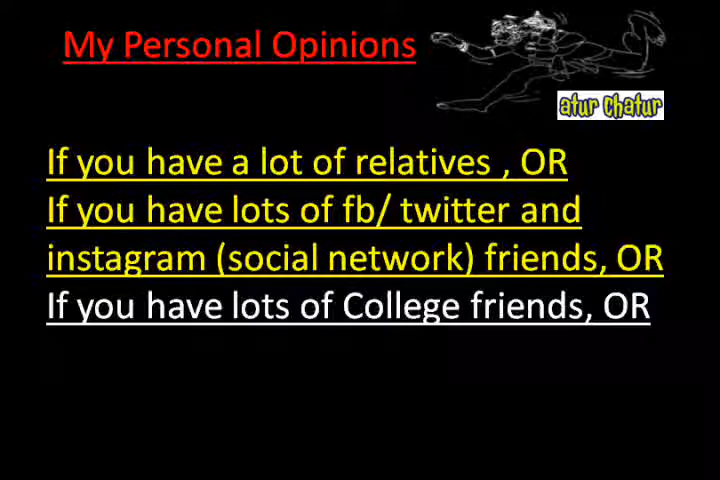 My Personal Opinions
atur chatur
If you have a lot of relatives , OR
If you have lots of fb/ twitter and
instagram (social network) friends, OR
If you have lots of College friends, OR